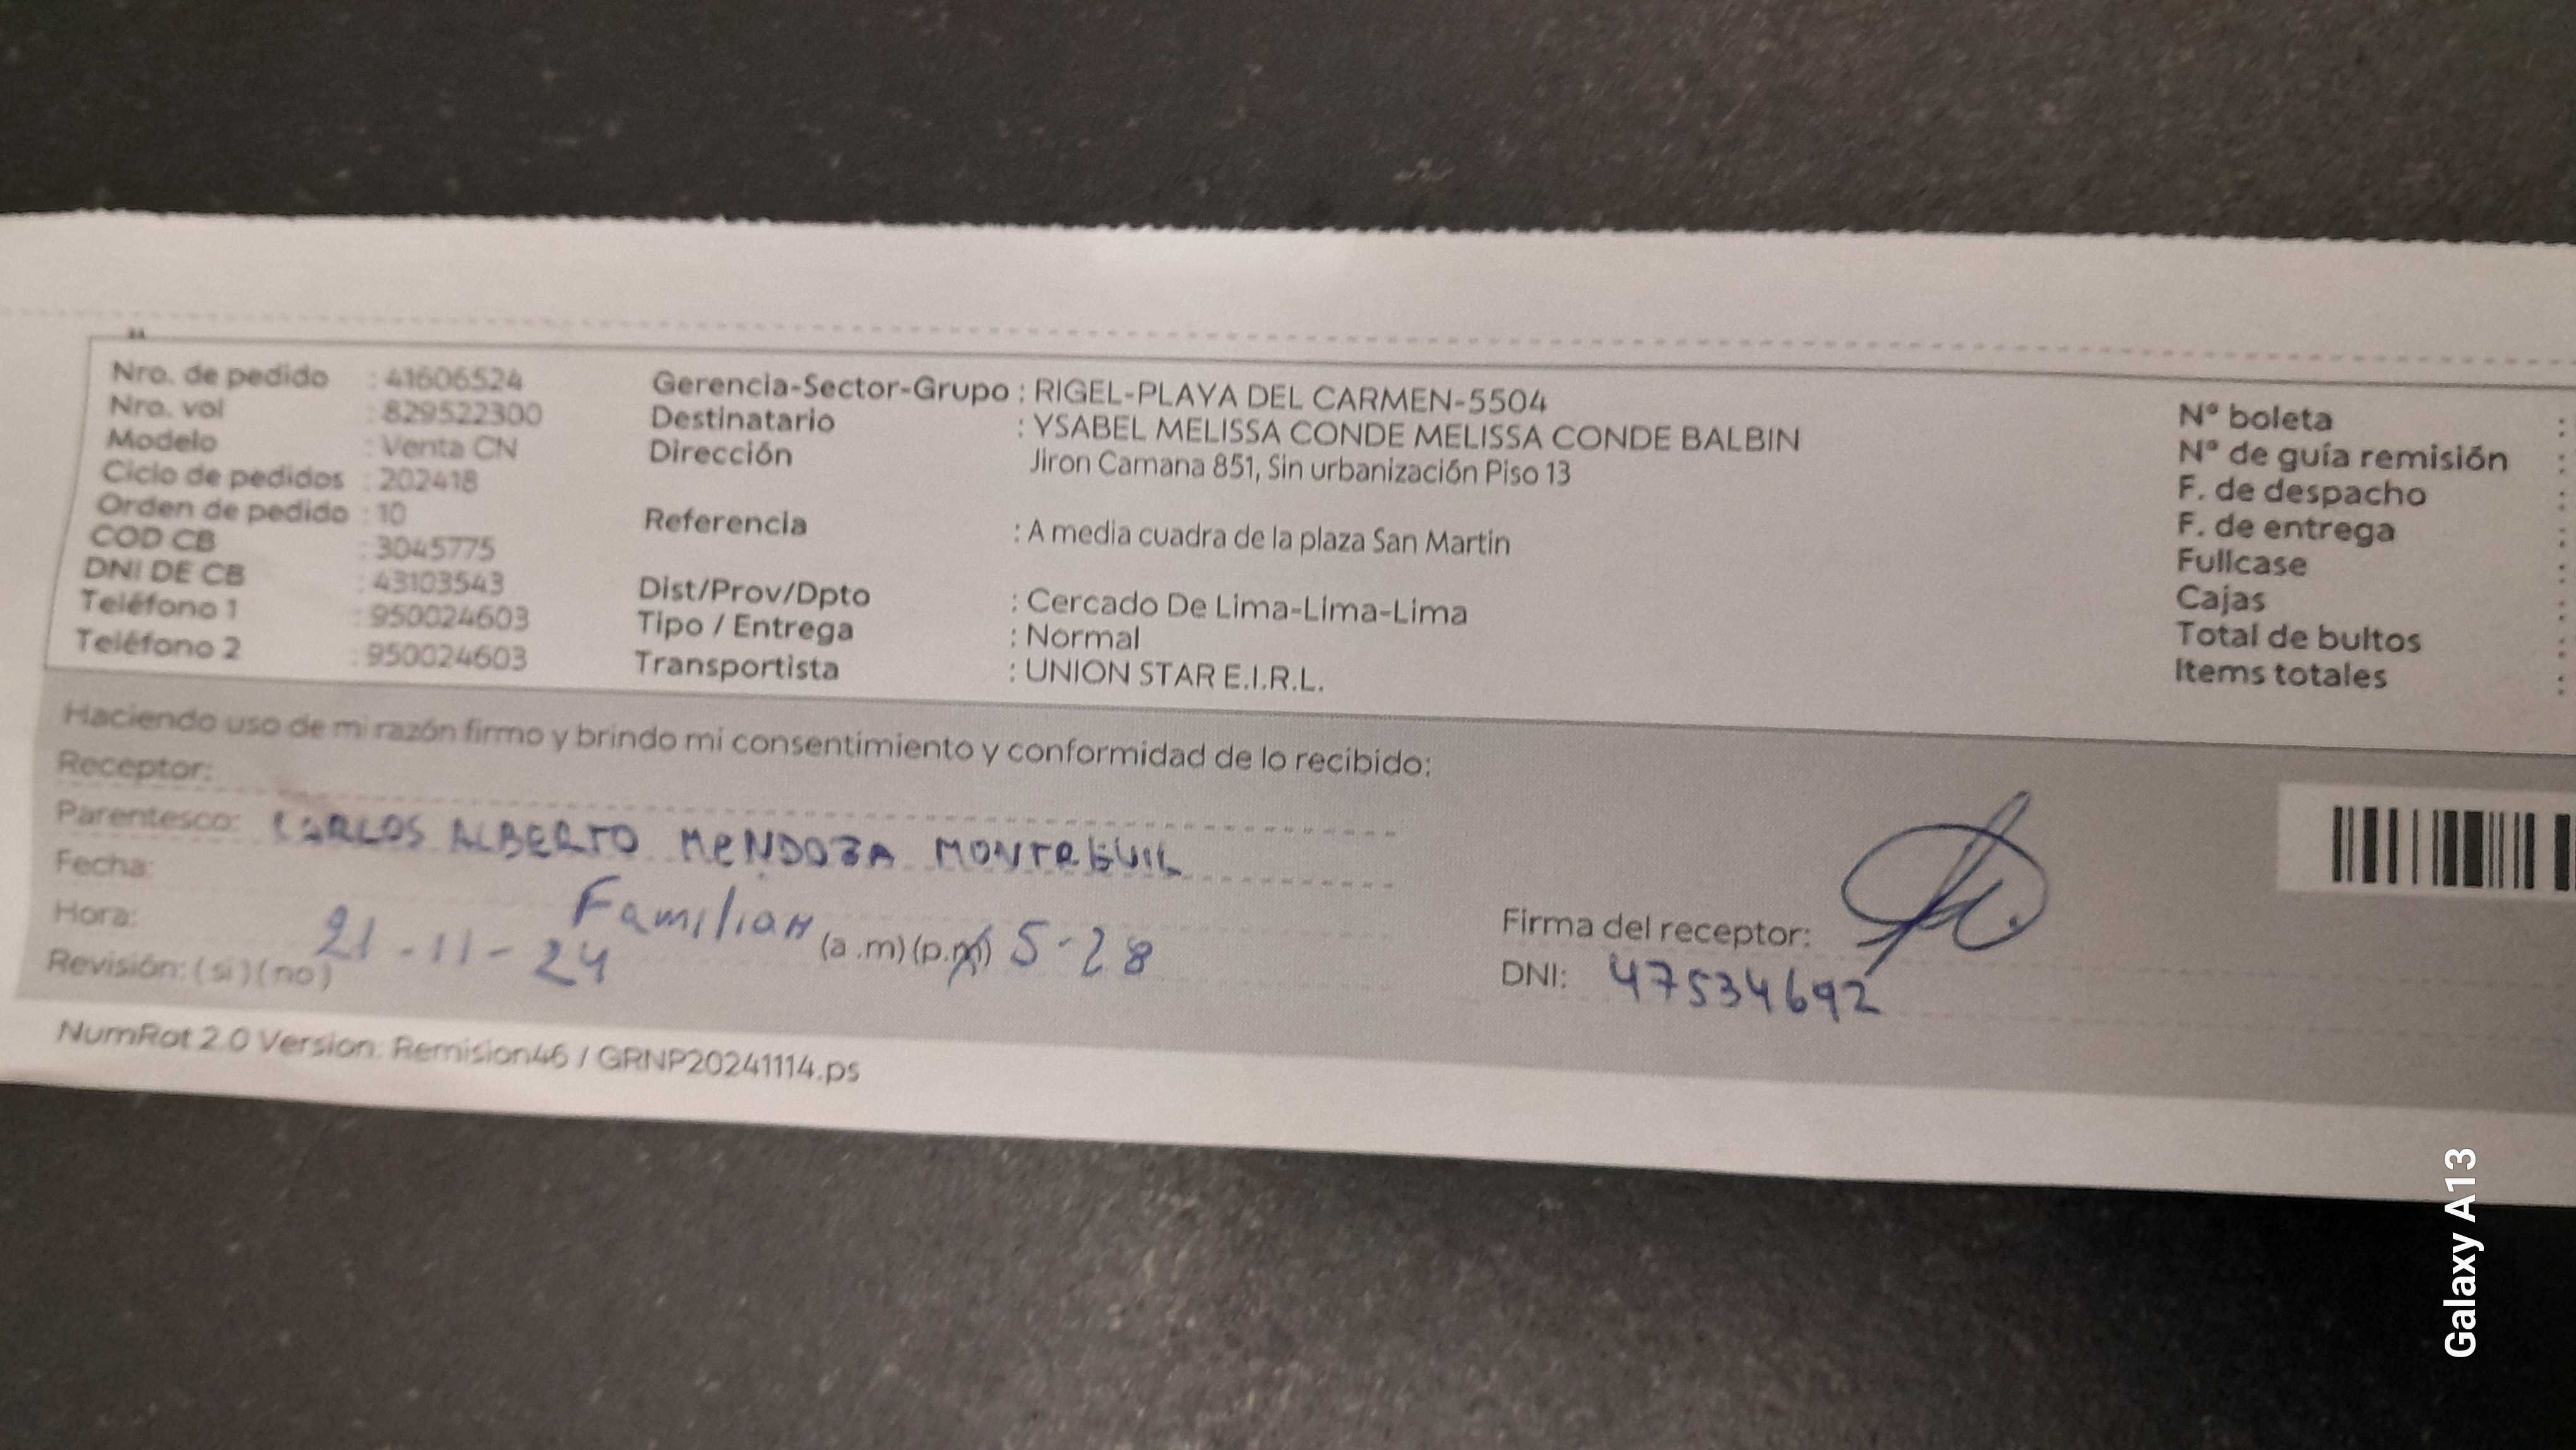 Nro. de pedido : 41606524 Gerencia-Sector-Grupo : RIGEL-PLAYA DEL CARMEN-5504 N° boleta :
Nro. vol : 829522300 Destinatario : YSABEL MELISSA CONDE MELISSA CONDE BALBIN N° de guía remisión :
Modelo : Venta CN Dirección Jiron Camana 851, Sin urbanización Piso 13 F. de despacho :
Ciclo de pedidos : 202418 F. de entrega :
Orden de pedido : 10 Referencia : A media cuadra de la plaza San Martin Fullcase :
COD CB : 3045775 Cajas :
DNI DE CB : 43103543 Dist/Prov/Dpto : Cercado De Lima-Lima-Lima Total de bultos :
Teléfono 1 : 950024603 Tipo / Entrega : Normal Items totales :
Teléfono 2 : 950024603 Transportista : UNION STAR E.I.R.L.
Haciendo uso de mi razón firmo y brindo mi consentimiento y conformidad de lo recibido:
Receptor:
Parentesco: CARLOS ALBERTO MENDOZA
Fecha: Familiar
Hora: 21-11-24 (a.m) (p.m) 5-28 Firma del receptor:
Revisión: ( si ) ( no ) DNI: 47534692
NumRot 2.0 Version: Remision46 / GRNP20241114.ps
Galaxy A13